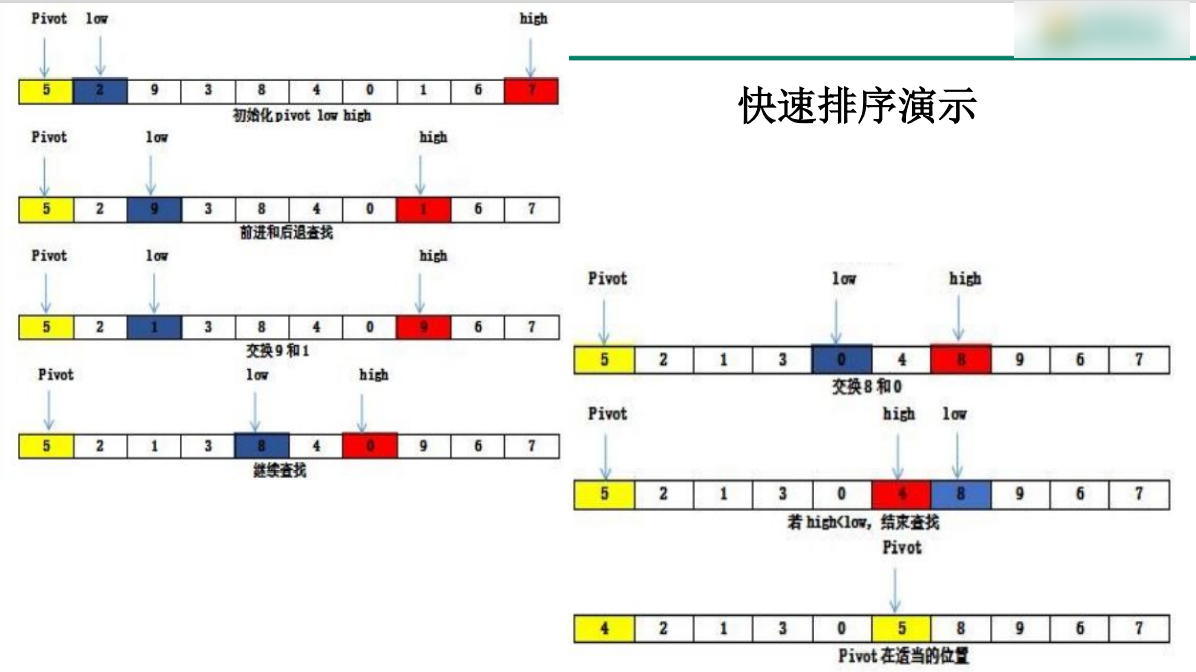 Pivot low high
5 2 9 3 8 4 0 1 6 7
初始化pivot low high
Pivot low high
5 2 9 3 8 4 0 1 6 7
前进和后退查找
Pivot low high
5 2 1 3 8 4 0 9 6 7
交换9和1
Pivot low high
5 2 1 3 8 4 0 9 6 7
继续查找
快速排序演示
Pivot low high
5 2 1 3 0 4 8 9 6 7
交换8和0
Pivot high low
5 2 1 3 0 4 8 9 6 7
若high<low，结束查找
Pivot
4 2 1 3 0 5 8 9 6 7
Pivot在适当的位置